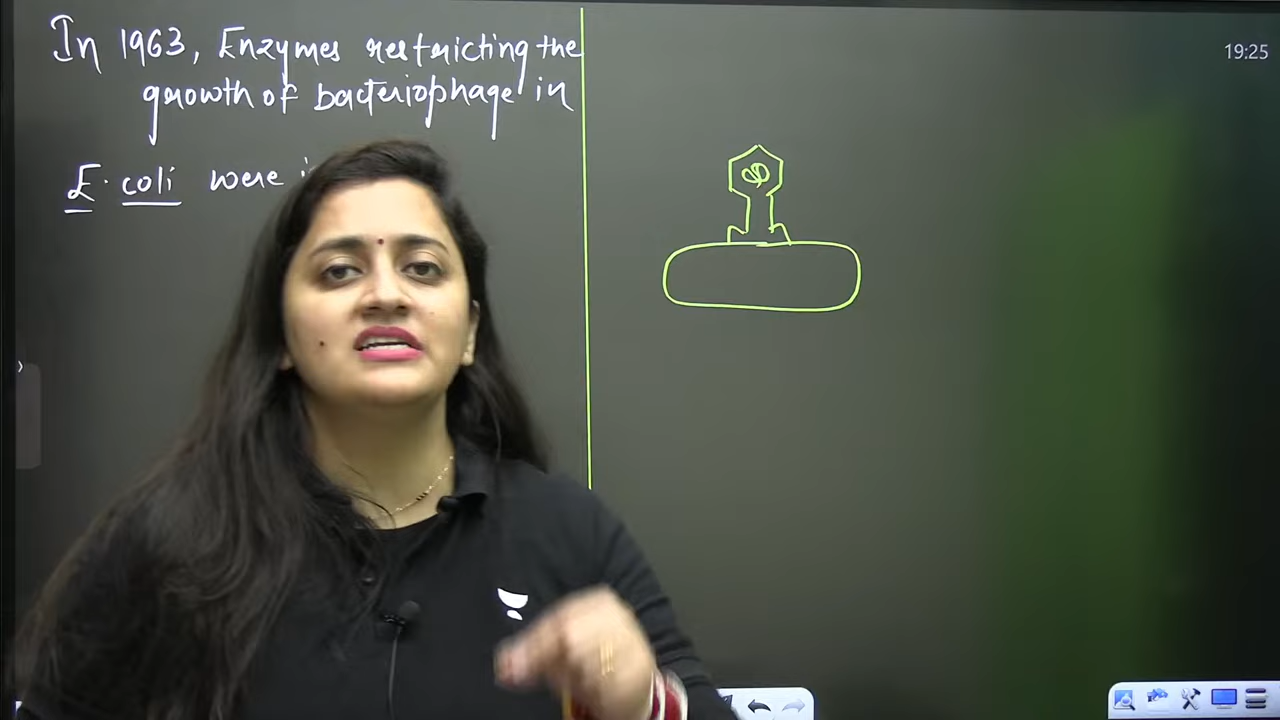 In 1963, Enzymes restricting the
growth of bacteriophage in
E. coli were
19:25